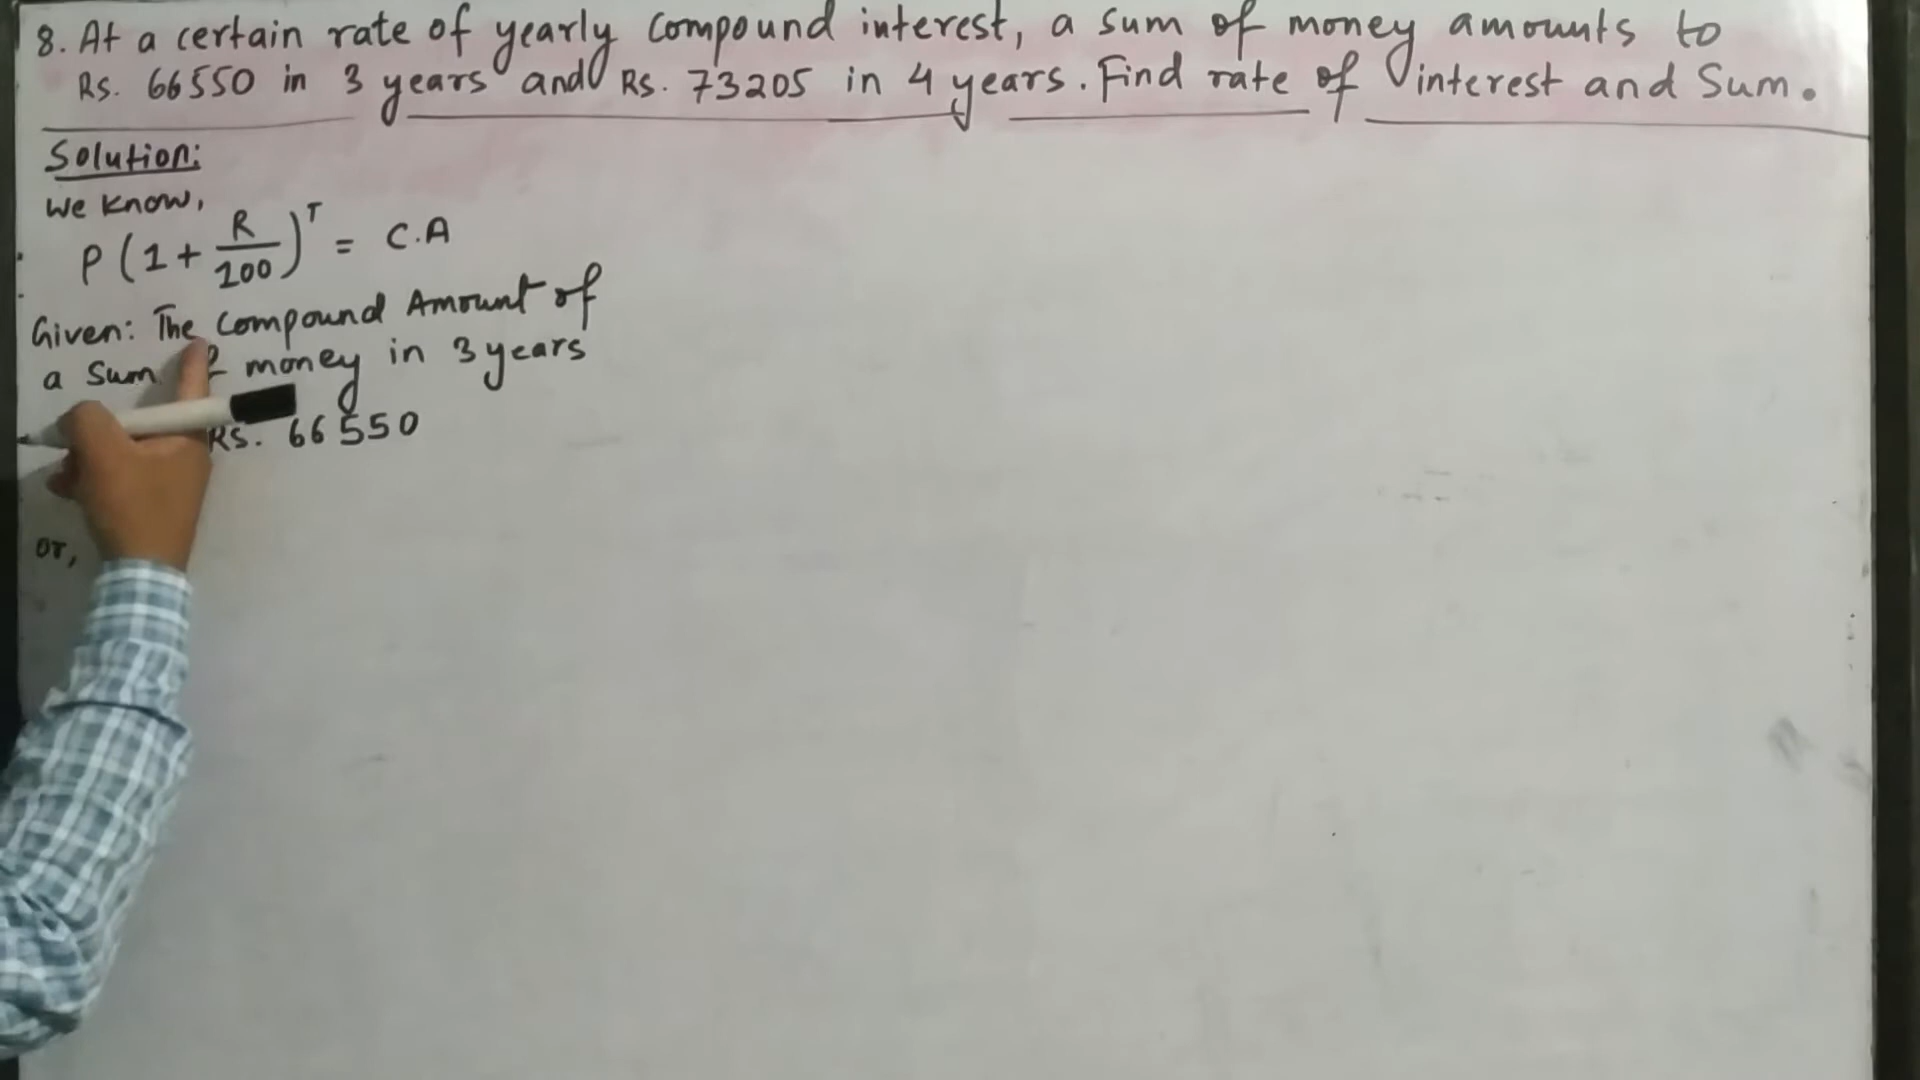 8. At a certain rate of yearly compound interest, a sum of money amounts to
Rs. 66550 in 3 years and Rs. 73205 in 4 years. Find rate of interest and Sum.
Solution:
We know,
P(1+ R/100)^T = C.A
Given: The Compound Amount of
a Sum money in 3 years
Rs. 66550
or,